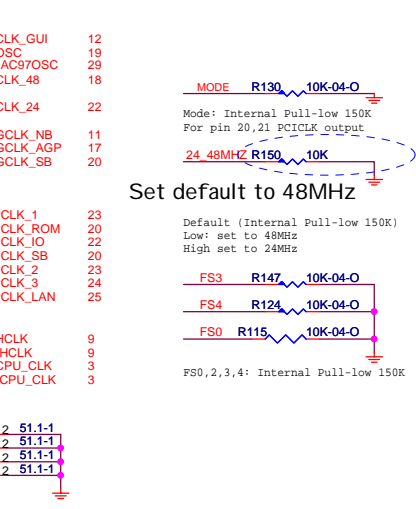 CLK_GUI 12
OSC 19
AC97OSC 29
CLK_48 18
CLK_24 22
GCLK_NB 11
GCLK_AGP 17
GCLK_SB 20
CLK_1 23
CLK_ROM 20
CLK_IO 22
CLK_SB 20
CLK_2 23
CLK_3 24
CLK_LAN 25
HCLK 9
HCLK 9
CPU_CLK 3
CPU_CLK 3
2 51.1-1
2 51.1-1
2 51.1-1
2 51.1-1
MODE R130 10K-04-O
Mode: Internal Pull-low 150K
For pin 20,21 PCICLK output
24_48MHZ R150 10K
Set default to 48MHz
Default (Internal Pull-low 150K)
Low: set to 48MHz
High set to 24MHz
FS3 R147 10K-04-O
FS4 R124 10K-04-O
FS0 R115 10K-04-O
FS0,2,3,4: Internal Pull-low 150K